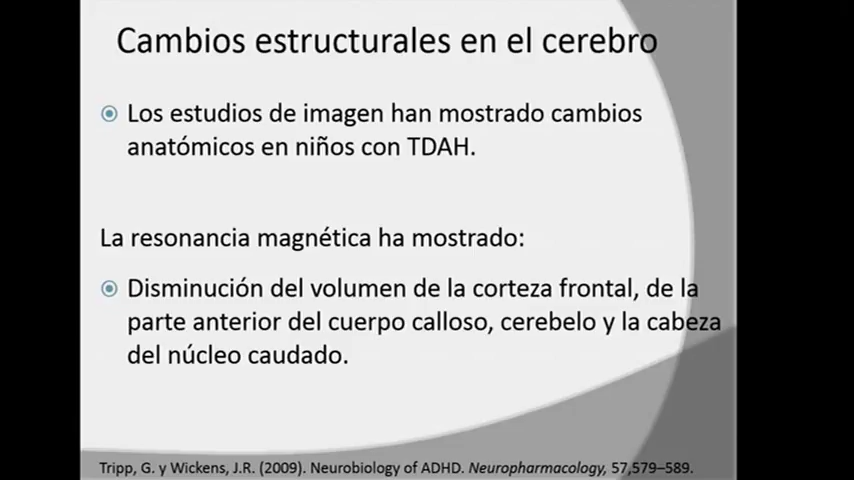 Cambios estructurales en el cerebro
Los estudios de imagen han mostrado cambios
anatómicos en niños con TDAH.
La resonancia magnética ha mostrado:
Disminución del volumen de la corteza frontal, de la
parte anterior del cuerpo calloso, cerebelo y la cabeza
del núcleo caudado.
Tripp, G. y Wickens, J.R. (2009). Neurobiology of ADHD. Neuropharmacology, 57,579–589.